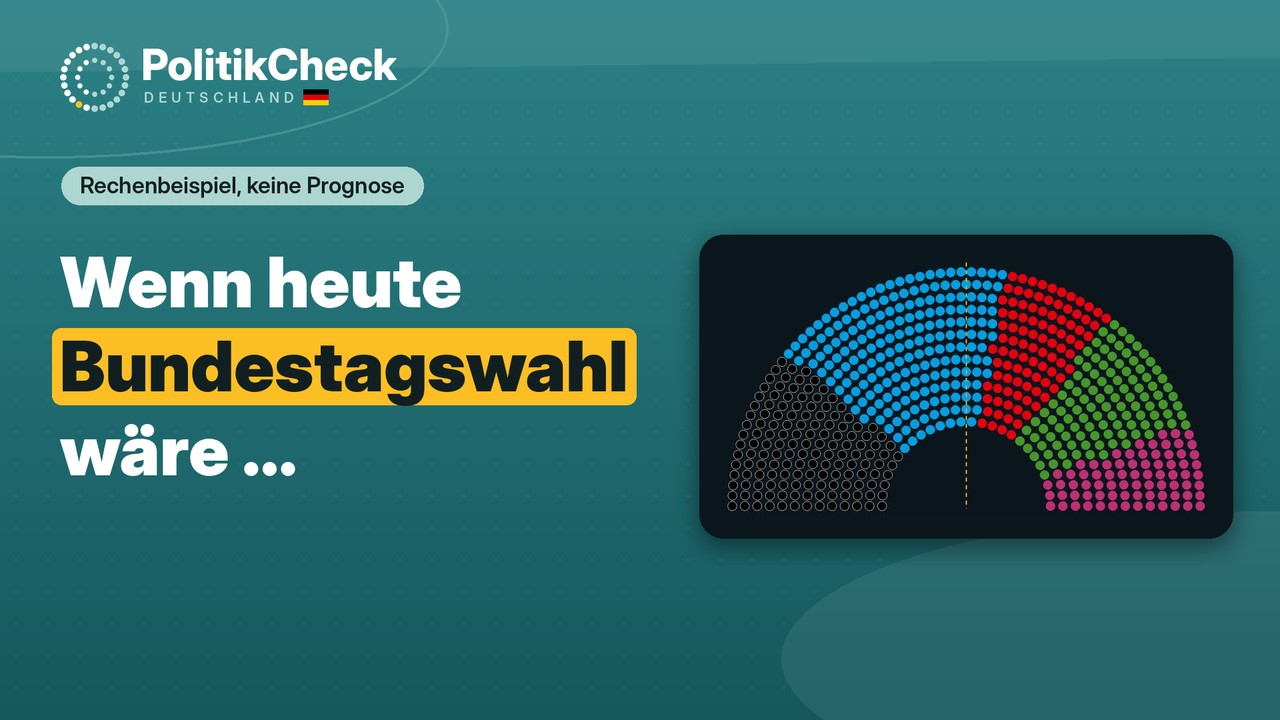 PolitikCheck
DEUTSCHLAND
Rechenbeispiel, keine Prognose
Wenn heute
Bundestagswahl
wäre ...